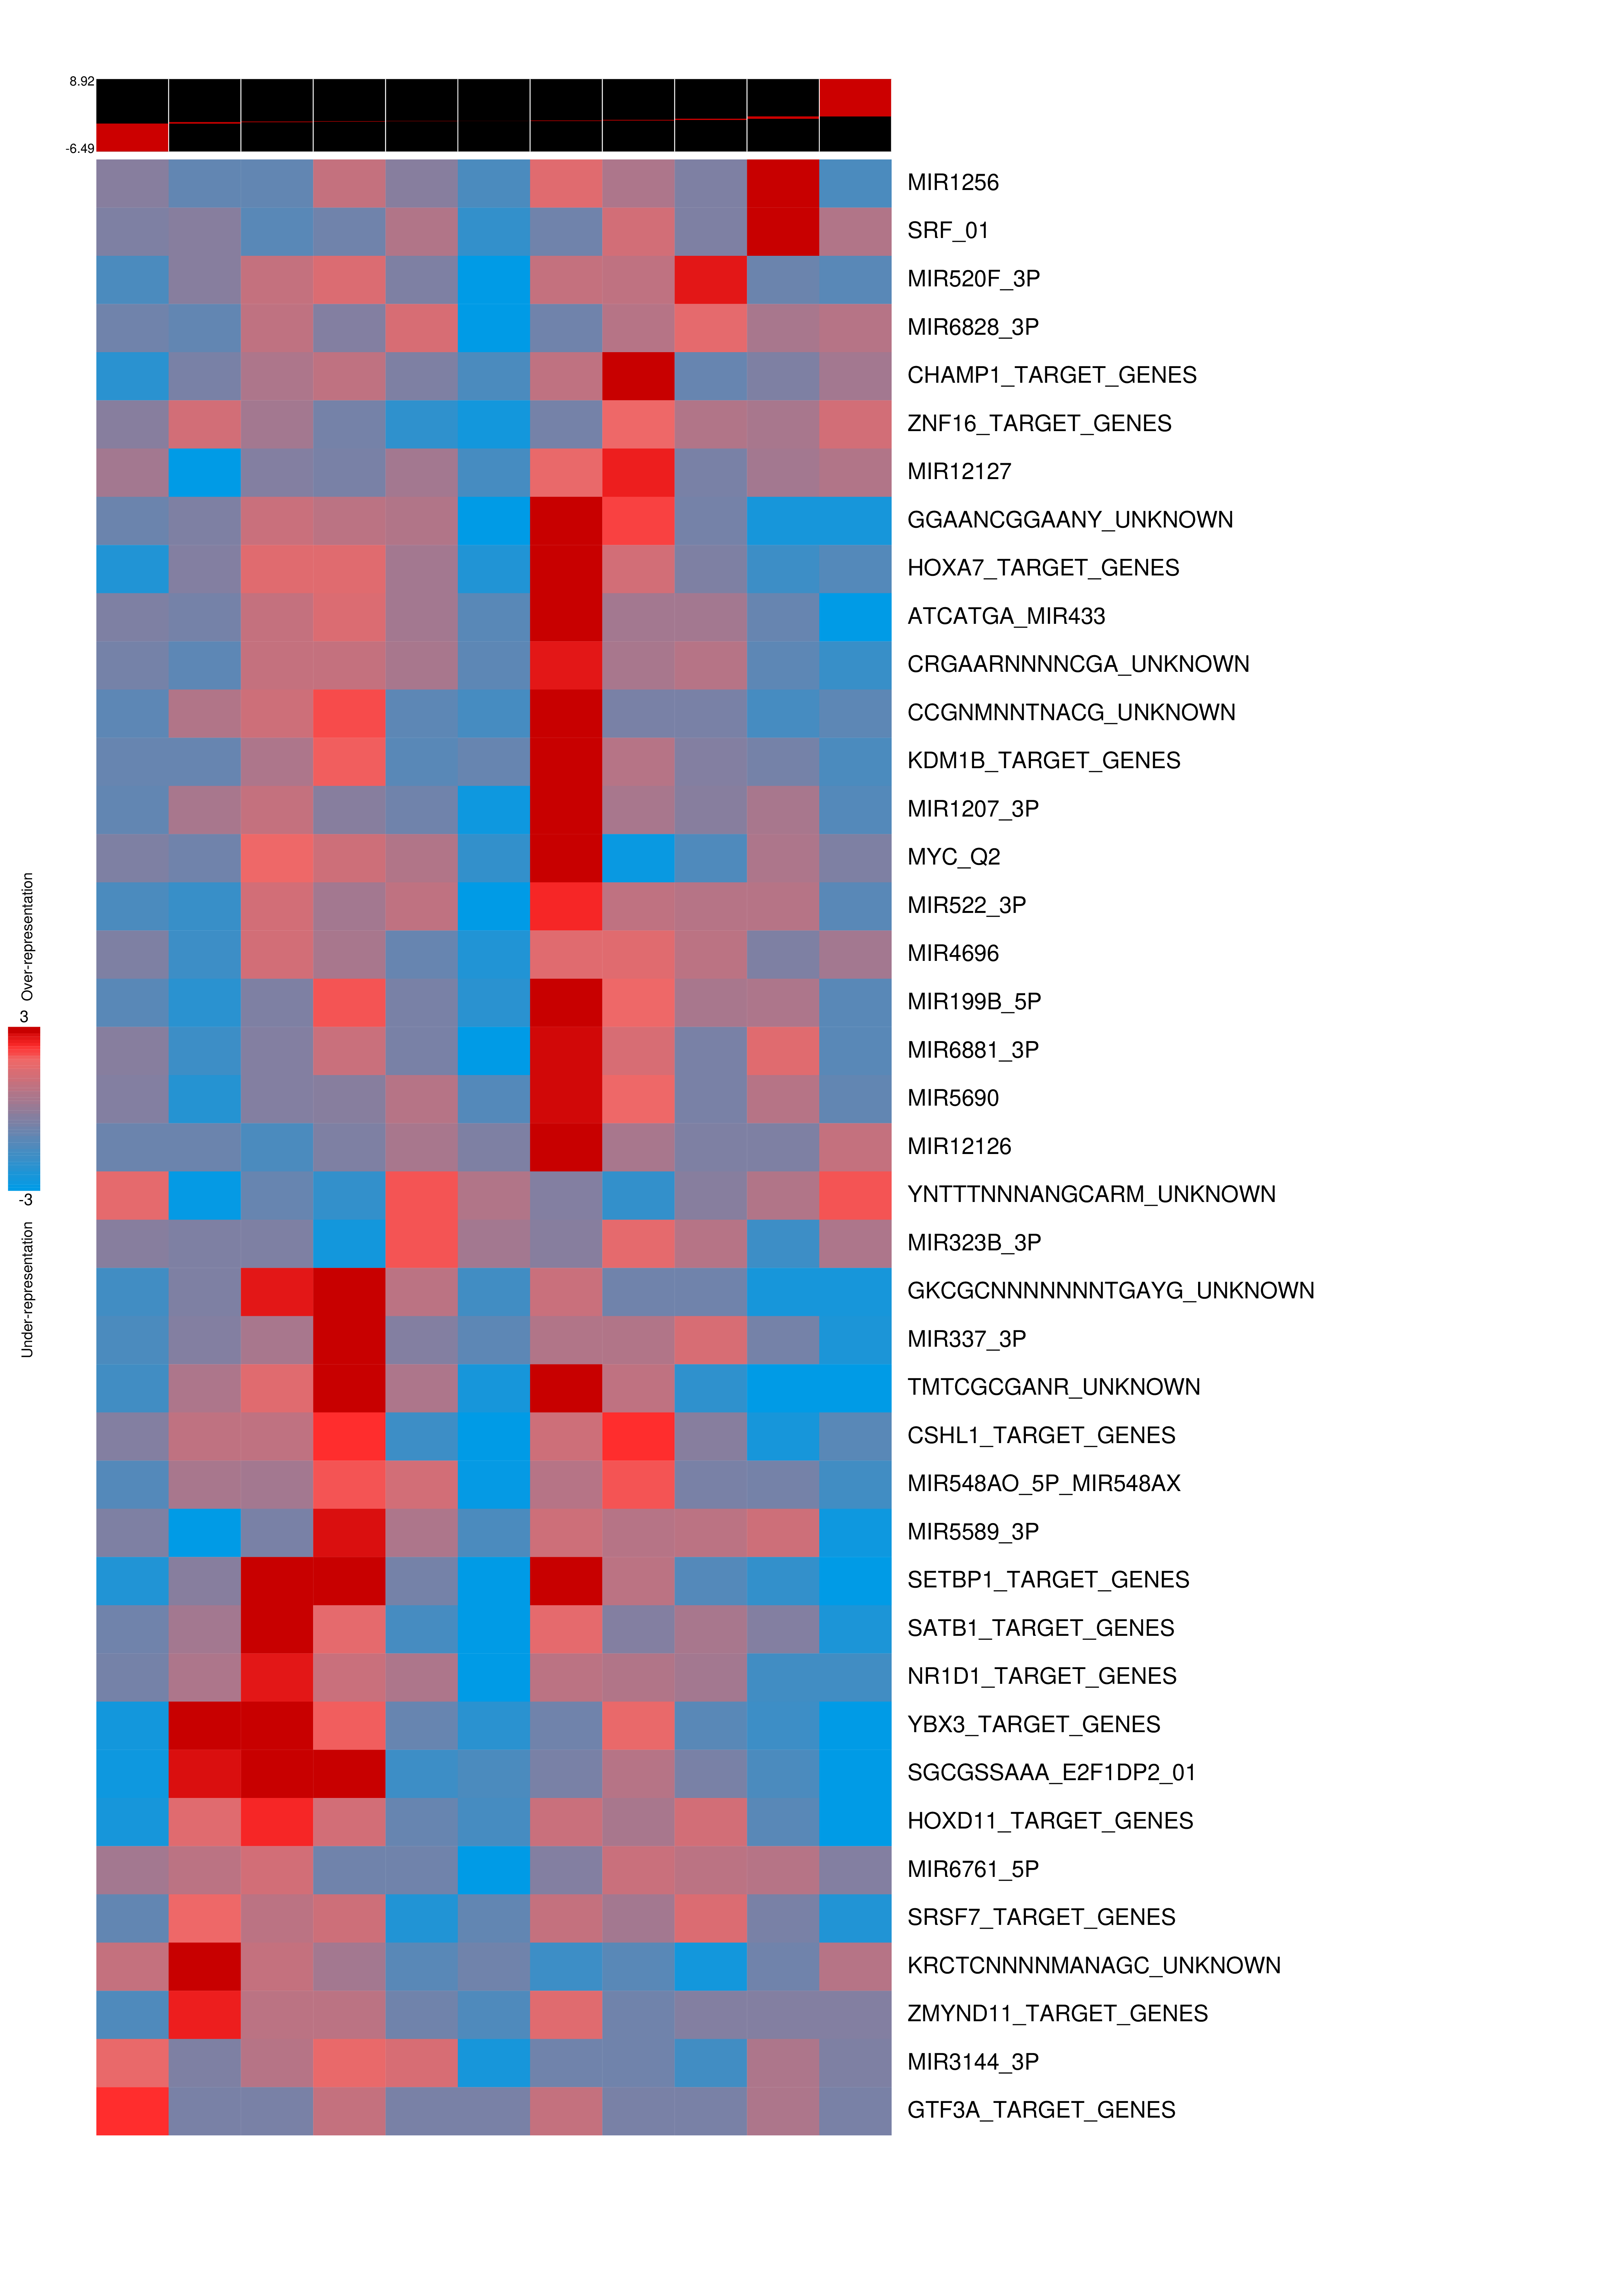 8.92
-6.49
MIR1256
SRF_01
MIR520F_3P
MIR6828_3P
CHAMP1_TARGET_GENES
ZNF16_TARGET_GENES
MIR12127
GGAANCGGAANY_UNKNOWN
HOXA7_TARGET_GENES
ATCATGA_MIR433
CRGAARNNNNCGA_UNKNOWN
CCGNMNNTNACG_UNKNOWN
KDM1B_TARGET_GENES
MIR1207_3P
MYC_Q2
MIR522_3P
MIR4696
MIR199B_5P
MIR6881_3P
MIR5690
MIR12126
YNTTTNNNANGCARM_UNKNOWN
MIR323B_3P
GKCGCNNNNNNNTGAYG_UNKNOWN
MIR337_3P
TMTCGCGANR_UNKNOWN
CSHL1_TARGET_GENES
MIR548AO_5P_MIR548AX
MIR5589_3P
SETBP1_TARGET_GENES
SATB1_TARGET_GENES
NR1D1_TARGET_GENES
YBX3_TARGET_GENES
SGCGSSAAA_E2F1DP2_01
HOXD11_TARGET_GENES
MIR6761_5P
SRSF7_TARGET_GENES
KRCTCNNNNMANAGC_UNKNOWN
ZMYND11_TARGET_GENES
MIR3144_3P
GTF3A_TARGET_GENES
Over-representation
3
-3
Under-representation